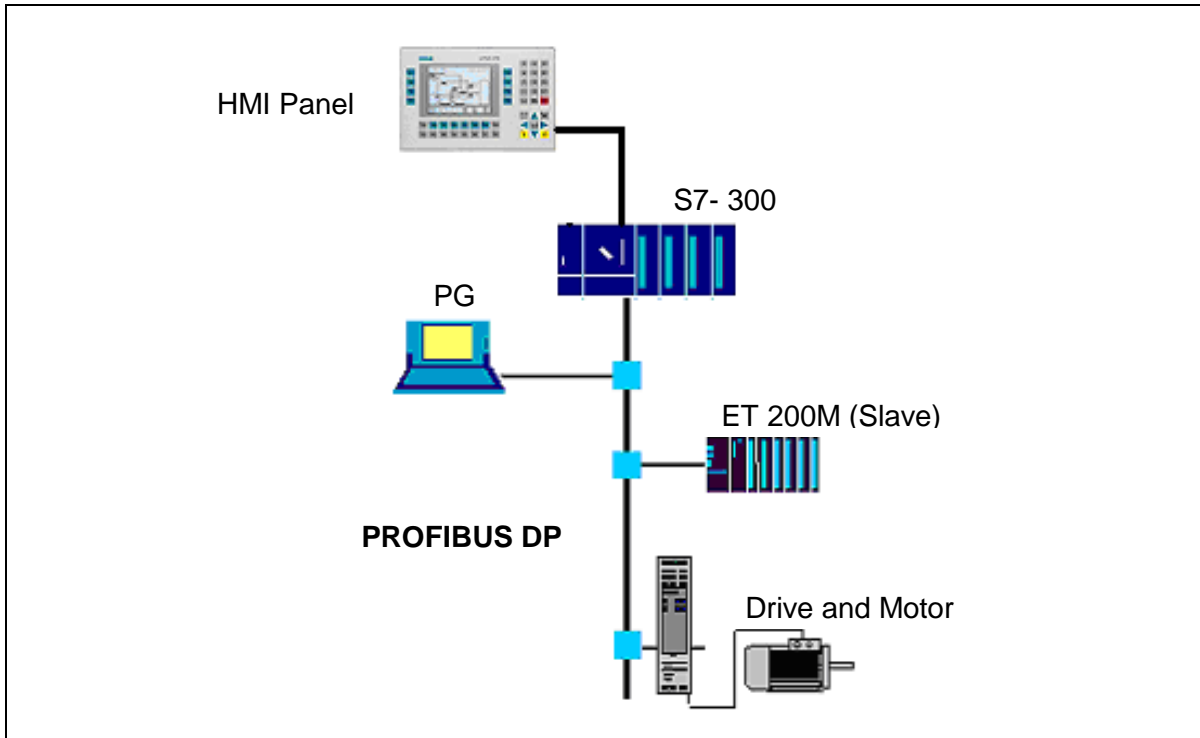 HMI Panel
S7- 300
PG
ET 200M (Slave)
PROFIBUS DP
Drive and Motor